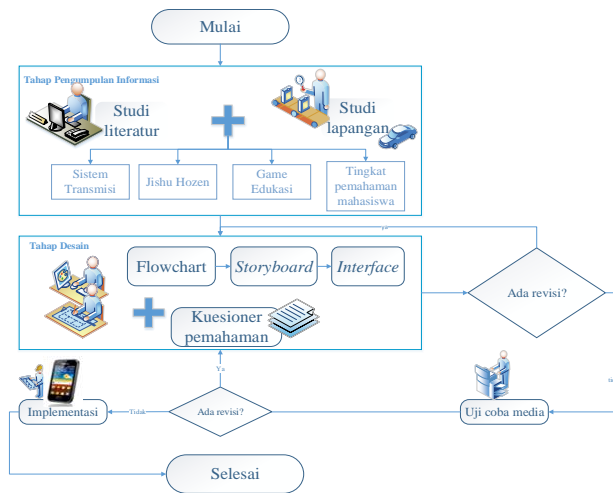 Mulai
Tahap Pengumpulan Informasi
Studi
literatur
Studi
lapangan
Sistem
Transmisi
Jishu Hozen
Game
Edukasi
Tingkat
pemahaman
mahasiswa
Tahap Desain
Flowchart
Storyboard
Interface
Ada revisi?
Kuesioner
pemahaman
Ya
Implementasi
Tidak
Ada revisi?
Uji coba media
Selesai